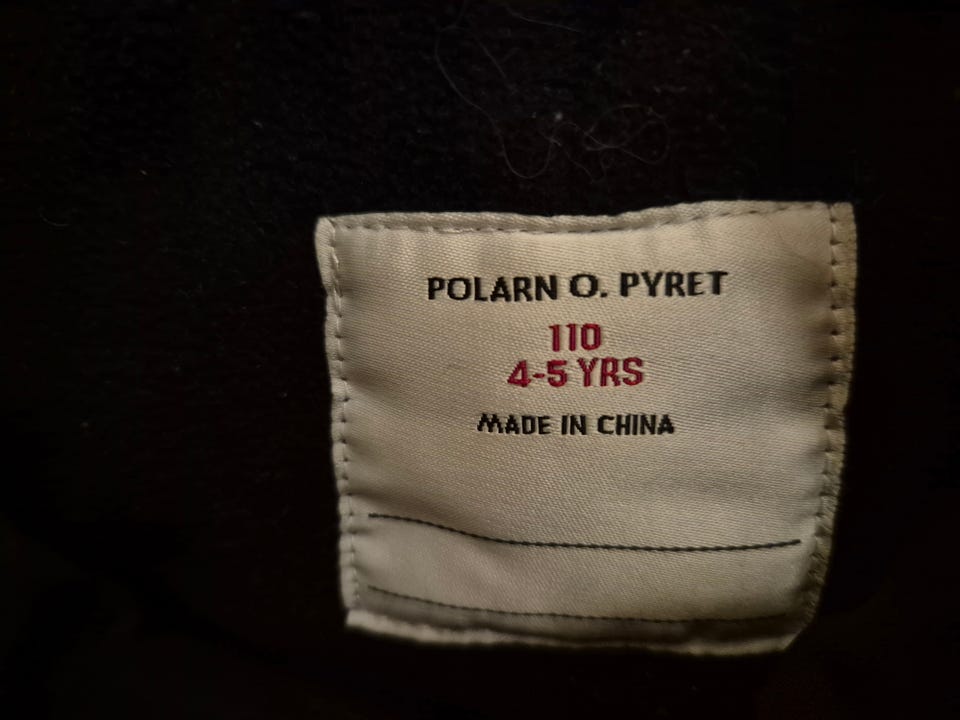 POLARN O. PYRET
110
4-5 YRS
MADE IN CHINA